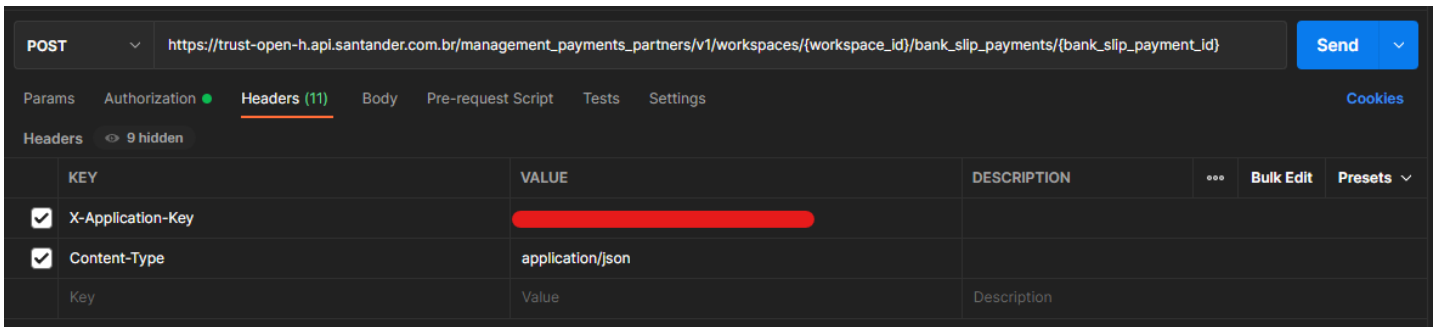 POST https://trust-open-h.api.santander.com.br/management_payments_partners/v1/workspaces/{workspace_id}/bank_slip_payments/{bank_slip_payment_id} Send
Params Authorization Headers (11) Body Pre-request Script Tests Settings Cookies
Headers 9 hidden
KEY VALUE DESCRIPTION ooo Bulk Edit Presets
X-Application-Key
Content-Type application/json
Key Value Description